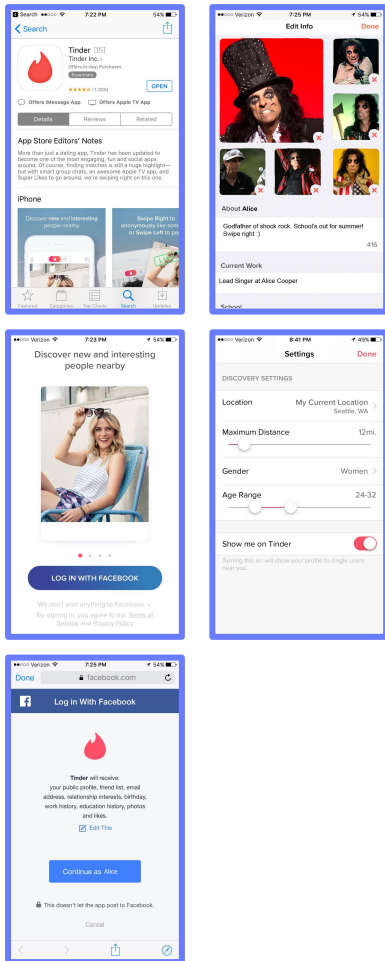 Search Verizon 7:22 PM 54%
Search
Tinder 17+
Tinder Inc.
Offers In-App Purchases
Essentials
(1,335)
OPEN
Offers iMessage App Offers Apple TV App
Details Reviews Related
App Store Editors' Notes
More than just a dating app, Tinder has been updated to
become one of the most engaging, fun and social apps
around. Of course, finding matches is still a huge highlight—
but with smart group chats, an awesome Apple TV app, and
Super Likes to go around, we're swiping right on this one.
iPhone
Discover new and interesting
people nearby
Swipe Right to
anonymously like som
or Swipe Left to pas
Featured Categories Top Charts Search Updates
Verizon 7:25 PM 54%
Edit Info Done
About Alice
Godfather of shock rock. School's out for summer!
Swipe right :)
416
Current Work
Lead Singer at Alice Cooper
School
Verizon 7:23 PM 54%
Discover new and interesting
people nearby
LOG IN WITH FACEBOOK
We don't post anything to Facebook.
By signing in, you agree to our Terms of
Service and Privacy Policy
Verizon 8:41 PM 49%
Settings Done
DISCOVERY SETTINGS
Location My Current Location
Seattle, WA
Maximum Distance 12mi.
Gender Women
Age Range 24-32
Show me on Tinder
Turning this on will show your profile to single users
near you.
Verizon 7:25 PM 54%
Done facebook.com
Log in With Facebook
Tinder will receive:
your public profile, friend list, email
address, relationship interests, birthday,
work history, education history, photos
and likes.
Edit This
Continue as Alice
This doesn't let the app post to Facebook.
Cancel